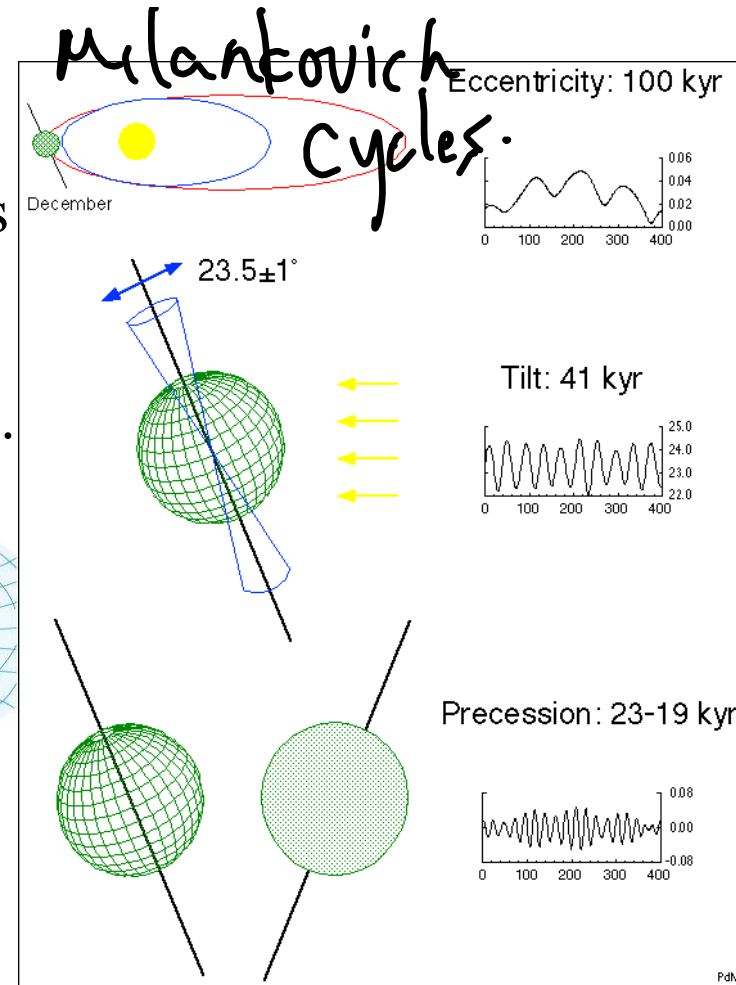 Milankovich
Cycles.
Eccentricity: 100 kyr
December
0.06
0.04
0.02
0.00
0 100 200 300 400
s
23.5±1°
Tilt: 41 kyr
.
25.0
24.0
23.0
22.0
0 100 200 300 400
Precession: 23-19 kyr
0.08
0.00
-0.08
0 100 200 300 400